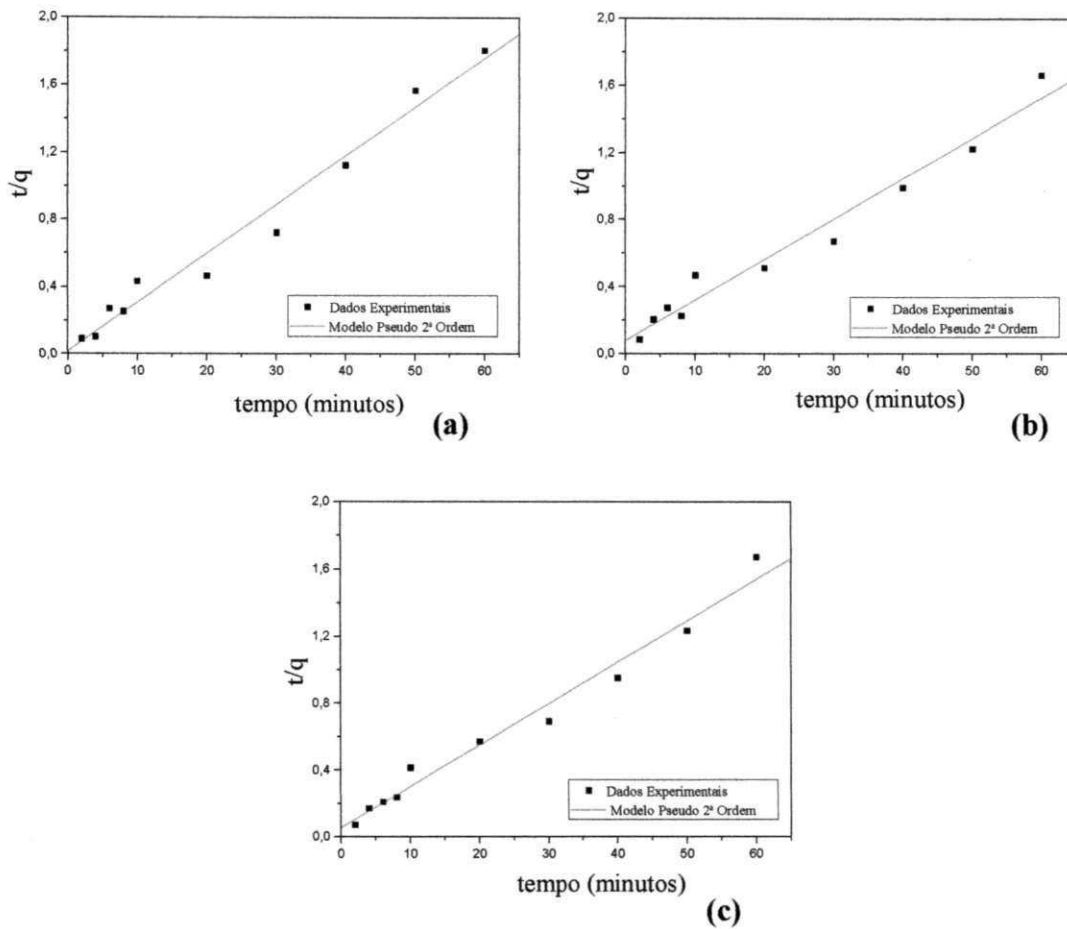 2,0
1,6
1,2
0,8
0,4
0,0
t/q
0 10 20 30 40 50 60
tempo (minutos)
Dados Experimentais
Modelo Pseudo 2ª Ordem
(a)
2,0
1,6
1,2
0,8
0,4
0,0
t/q
0 10 20 30 40 50 60
tempo (minutos)
Dados Experimentais
Modelo Pseudo 2ª Ordem
(b)
2,0
1,6
1,2
0,8
0,4
0,0
t/q
0 10 20 30 40 50 60
tempo (minutos)
Dados Experimentais
Modelo Pseudo 2ª Ordem
(c)